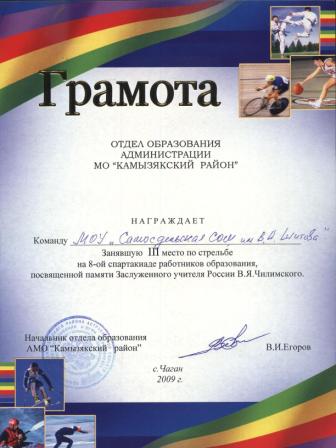 Грамота
ОТДЕЛ ОБРАЗОВАНИЯ
АДМИНИСТРАЦИИ
МО "КАМЫЗЯКСКИЙ РАЙОН"
НАГРАЖДАЕТ
Команду МОУ „Самосдельская СОШ им В.А. Шитова"
Занявшую III место по стрельбе
на 8-ой спартакиаде работников образования,
посвященной памяти Заслуженного учителя России В.Я.Чилимского.
Начальник отдела образования
АМО "Камызякский район"
В.И.Егоров
с.Чаган
2009 г.